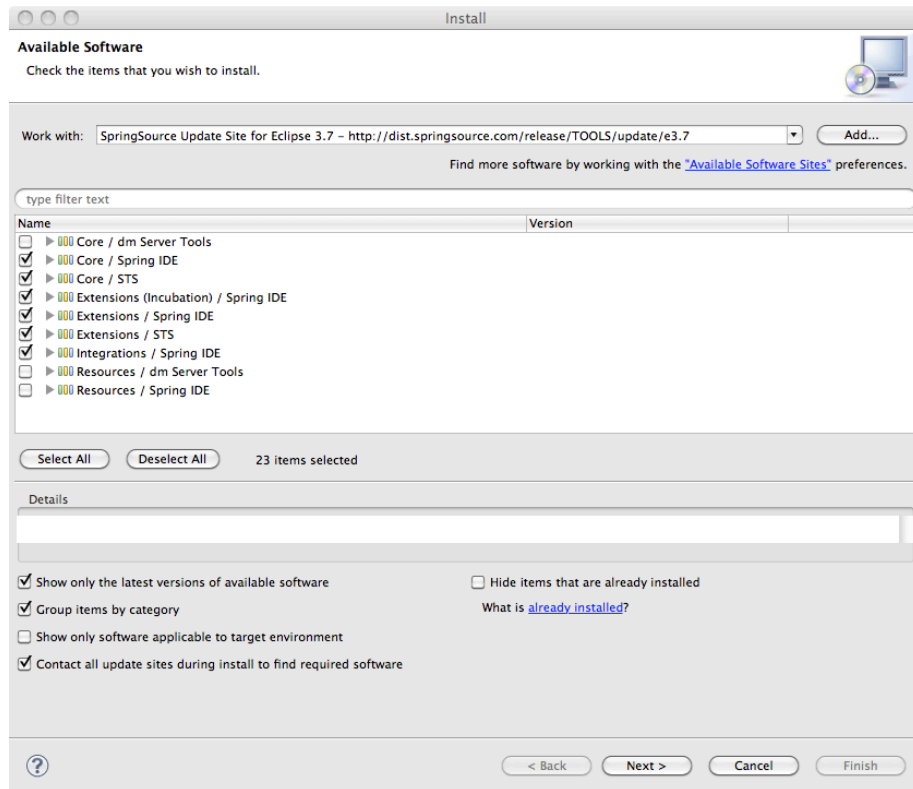 Install
Available Software
Check the items that you wish to install.
Work with: SpringSource Update Site for Eclipse 3.7 – http://dist.springsource.com/release/TOOLS/update/e3.7 Add...
Find more software by working with the "Available Software Sites" preferences.
type filter text
Name Version
Core / dm Server Tools
Core / Spring IDE
Core / STS
Extensions (Incubation) / Spring IDE
Extensions / Spring IDE
Extensions / STS
Integrations / Spring IDE
Resources / dm Server Tools
Resources / Spring IDE
Select All Deselect All 23 items selected
Details
Show only the latest versions of available software Hide items that are already installed
Group items by category What is already installed?
Show only software applicable to target environment
Contact all update sites during install to find required software
? < Back Next > Cancel Finish